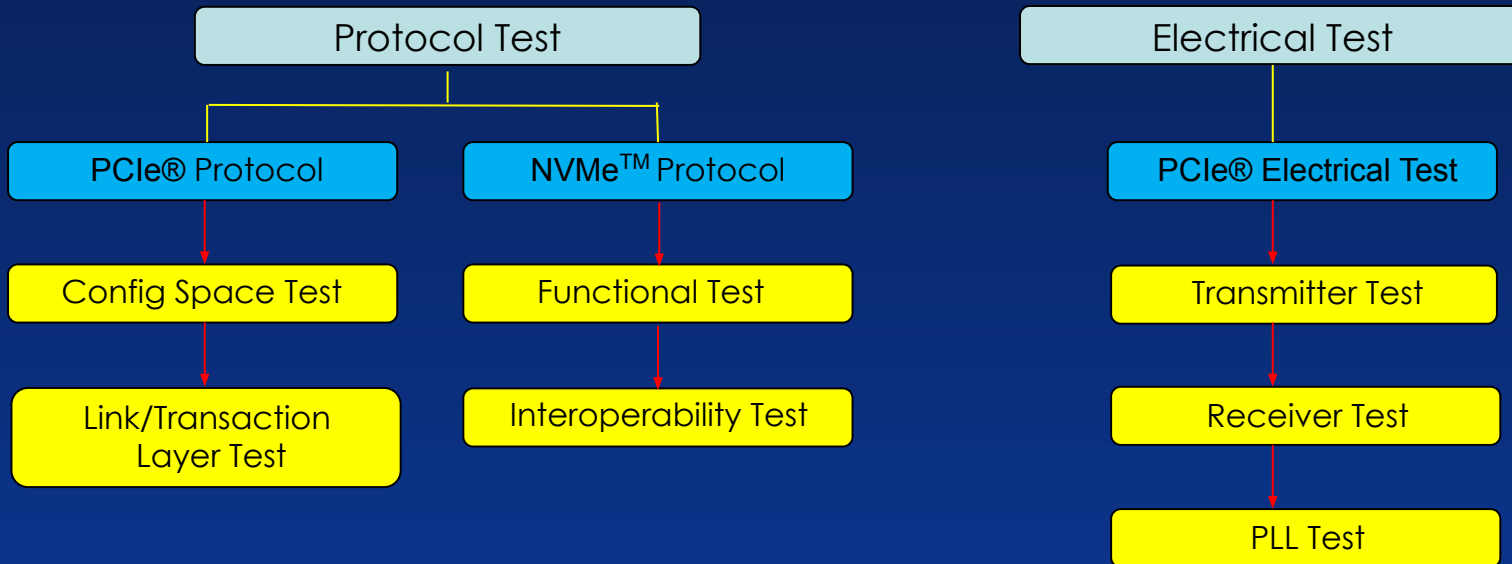 Protocol Test
Electrical Test
PCIe® Protocol
NVMe™ Protocol
PCIe® Electrical Test
Config Space Test
Functional Test
Transmitter Test
Link/Transaction
Layer Test
Interoperability Test
Receiver Test
PLL Test